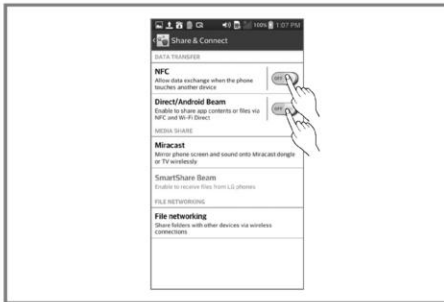 100% 1:07 PM
Share & Connect
DATA TRANSFER
NFC
Allow data exchange when the phone
touches another device
OFF
Direct/Android Beam
Enable to share app contents or files via
NFC and Wi-Fi Direct
OFF
MEDIA SHARE
Miracast
Mirror phone screen and sound onto Miracast dongle
or TV wirelessly
SmartShare Beam
Enable to receive files from LG phones
FILE NETWORKING
File networking
Share folders with other devices via wireless
connections